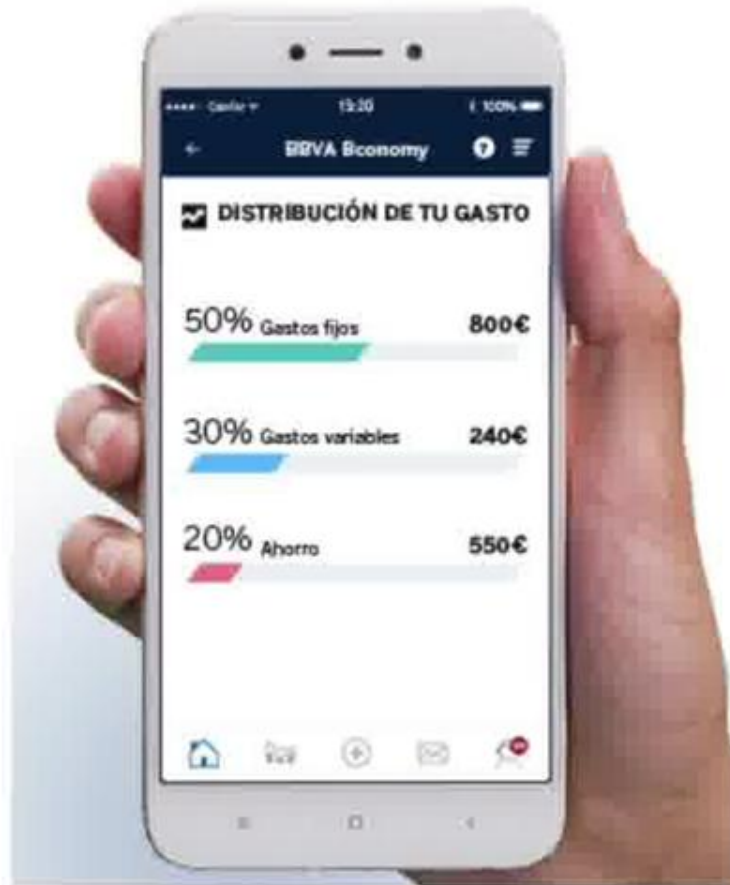 15:20
100%
BBVA Bconomy
?
DISTRIBUCIÓN DE TU GASTO
50% Gastos fijos 800€
30% Gastos variables 240€
20% Ahorro 550€